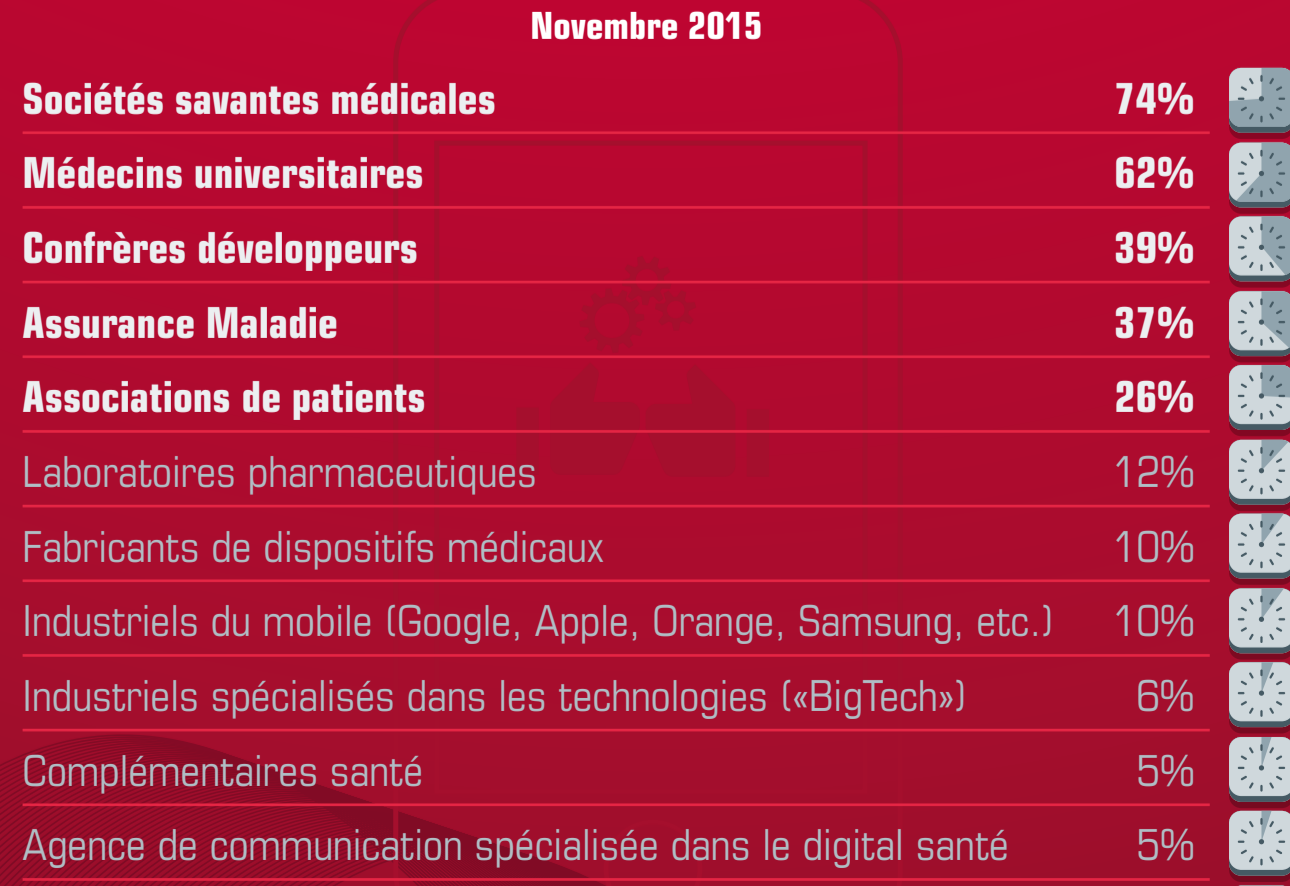 Novembre 2015
Sociétés savantes médicales 74%
Médecins universitaires 62%
Confrères développeurs 39%
Assurance Maladie 37%
Associations de patients 26%
Laboratoires pharmaceutiques 12%
Fabricants de dispositifs médicaux 10%
Industriels du mobile (Google, Apple, Orange, Samsung, etc.) 10%
Industriels spécialisés dans les technologies («BigTech») 6%
Complémentaires santé 5%
Agence de communication spécialisée dans le digital santé 5%